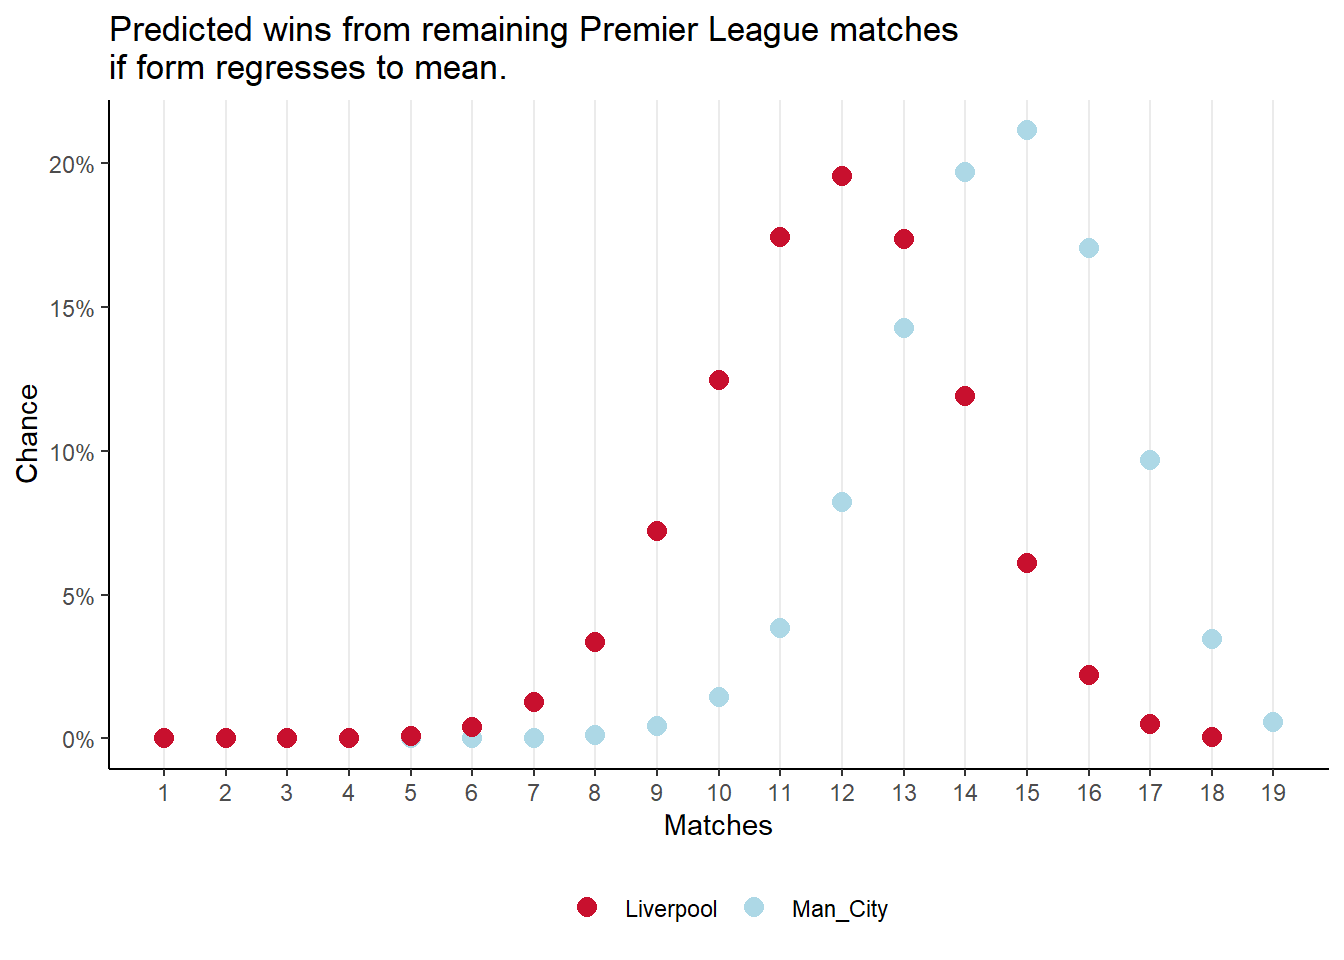 Predicted wins from remaining Premier League matches
if form regresses to mean.
20%
15%
10%
5%
0%
Chance
1 2 3 4 5 6 7 8 9 10 11 12 13 14 15 16 17 18 19
Matches
Liverpool Man_City